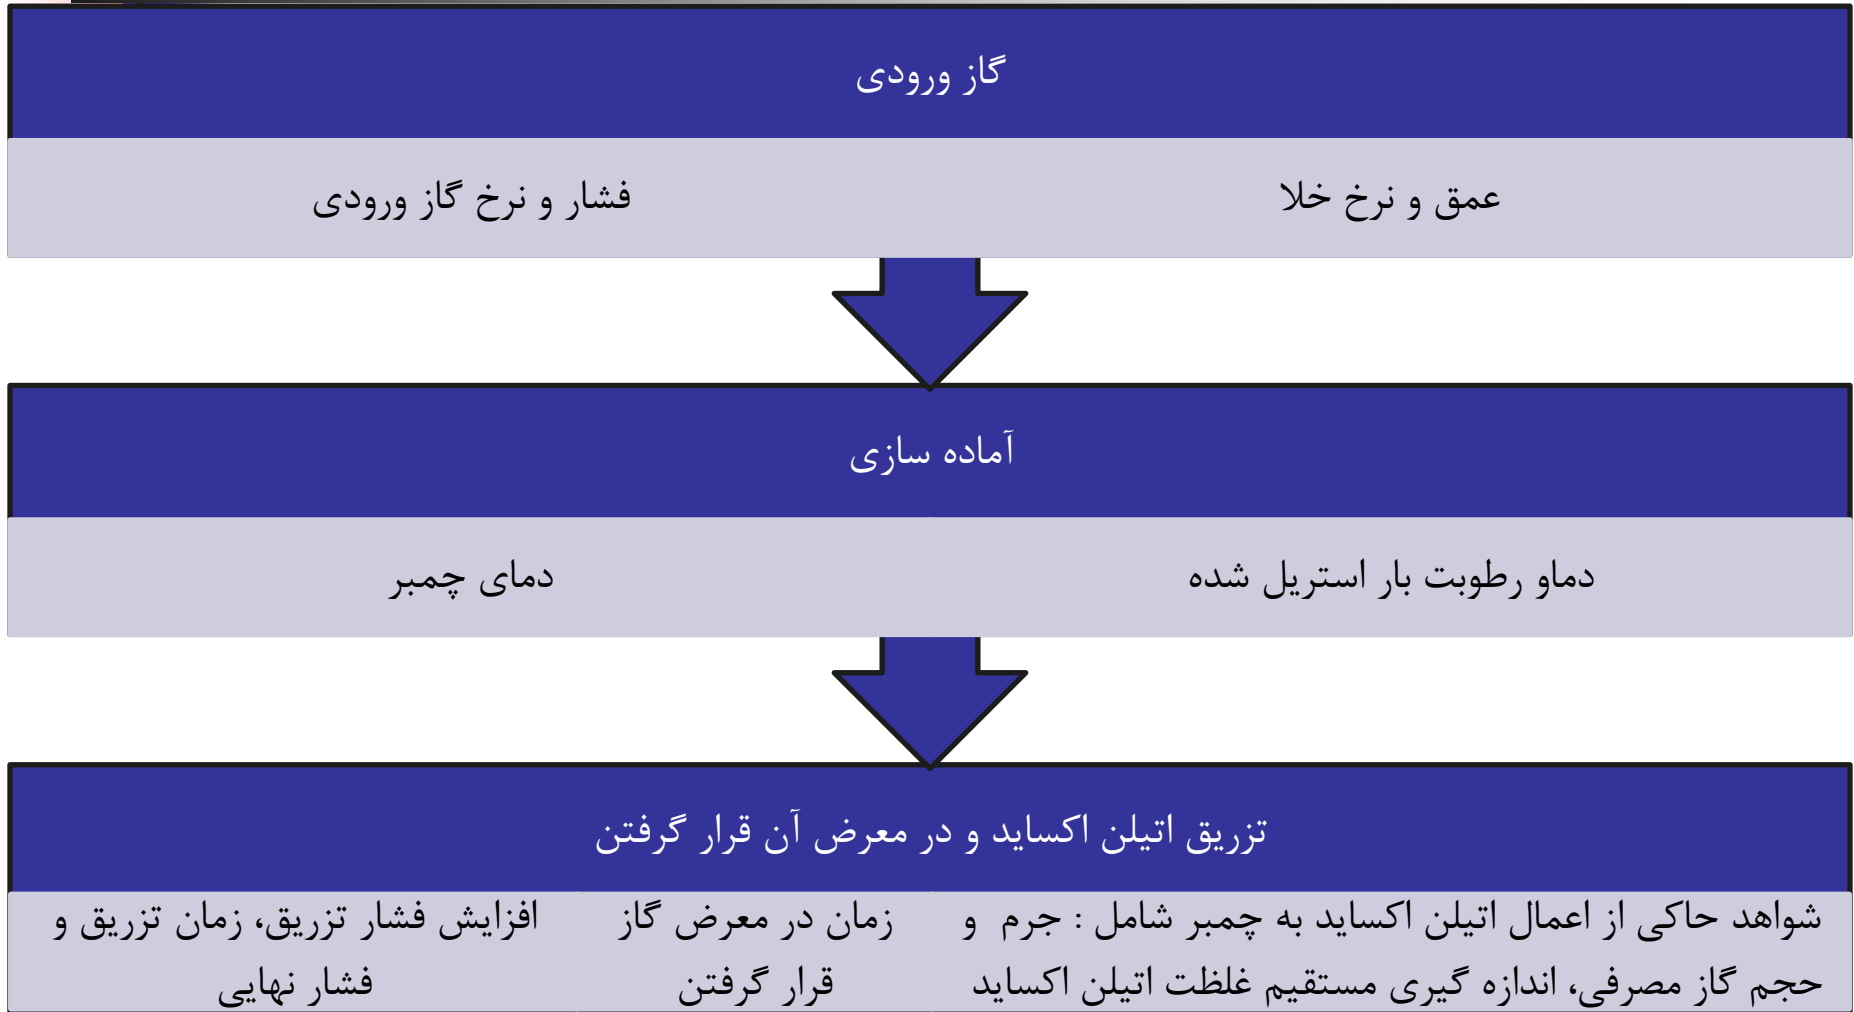 گاز ورودی
عمق و نرخ خلا
فشار و نرخ گاز ورودی
آماده سازی
دماو رطوبت بار استریل شده
دمای چمبر
تزریق اتیلن اکساید و در معرض آن قرار گرفتن
شواهد حاکی از اعمال اتیلن اکساید به چمبر شامل : جرم و
حجم گاز مصرفی، اندازه گیری مستقیم غلظت اتیلن اکساید
زمان در معرض گاز
قرار گرفتن
افزایش فشار تزریق، زمان تزریق و
فشار نهایی